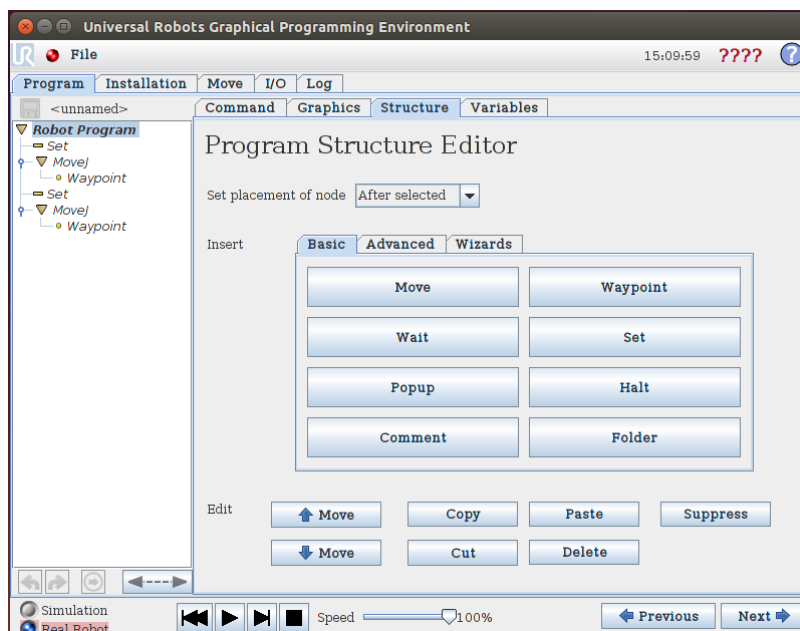 Universal Robots Graphical Programming Environment
UR File 15:09:59 ???? ?
Program Installation Move I/O Log
<unnamed> Command Graphics Structure Variables
Robot Program
Set
MoveJ
Waypoint
Set
MoveJ
Waypoint
Program Structure Editor
Set placement of node After selected
Insert Basic Advanced Wizards
Move Waypoint
Wait Set
Popup Halt
Comment Folder
Edit Move Copy Paste Suppress
Move Cut Delete
Simulation
Real Robot
Speed 100% Previous Next